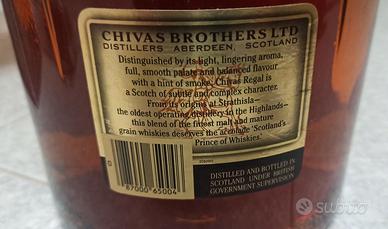 CHIVAS BROTHERS LTD
DISTILLERS ABERDEEN, SCOTLAND
Distinguished by its light, lingering aroma,
full, smooth palate and balanced flavour
with a hint of smoke, Chivas Regal is
a Scotch of subtle and complex character.
From its origins at Strathisla—
the oldest operating distillery in the Highlands—
this blend of the finest malt and mature
grain whiskies deserves the accolade 'Scotland's
Prince of Whiskies'.
DISTILLED AND BOTTLED IN
SCOTLAND UNDER BRITISH
GOVERNMENT SUPERVISION
87000 65004
subito